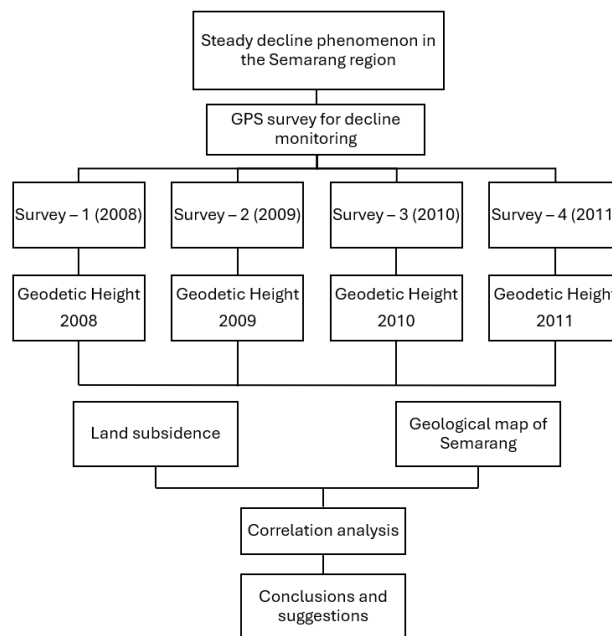 Steady decline phenomenon in
the Semarang region
GPS survey for decline
monitoring
Survey – 1 (2008)
Survey – 2 (2009)
Survey – 3 (2010)
Survey – 4 (2011
Geodetic Height
2008
Geodetic Height
2009
Geodetic Height
2010
Geodetic Height
2011
Land subsidence
Geological map of
Semarang
Correlation analysis
Conclusions and
suggestions